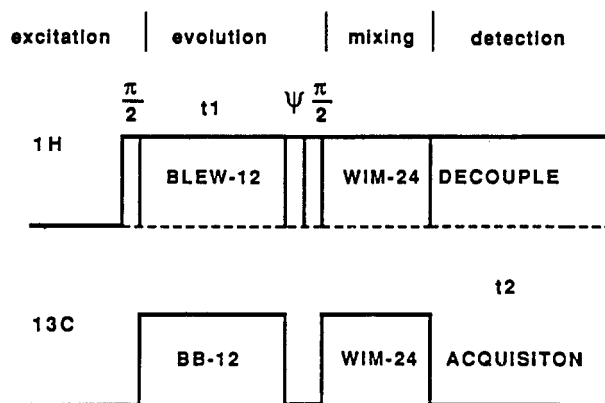 excitation evolution mixing detection
π/2 t1 Ψ π/2
1H
BLEW-12 WIM-24 DECOUPLE
t2
13C
BB-12 WIM-24 ACQUISITON